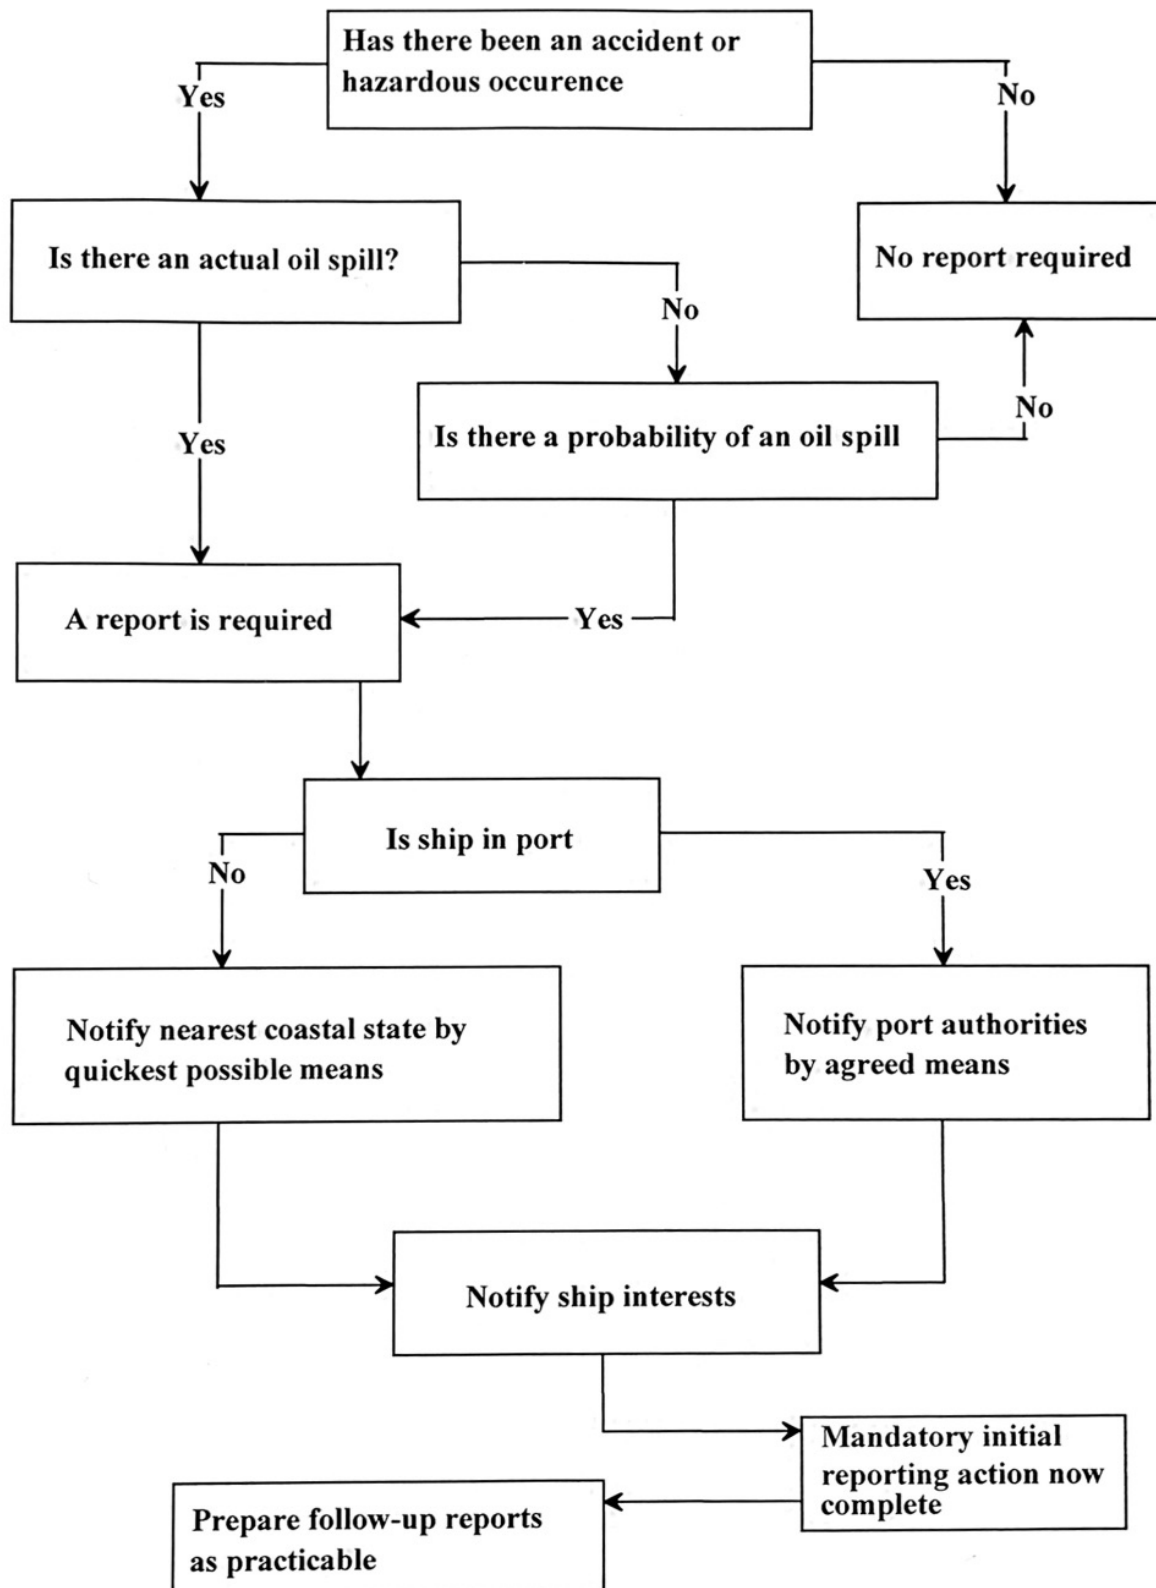 Has there been an accident or
hazardous occurence
Yes
No
Is there an actual oil spill?
No report required
No
Is there a probability of an oil spill
No
Yes
A report is required
Yes
Is ship in port
No
Yes
Notify nearest coastal state by
quickest possible means
Notify port authorities
by agreed means
Notify ship interests
Mandatory initial
reporting action now
complete
Prepare follow-up reports
as practicable